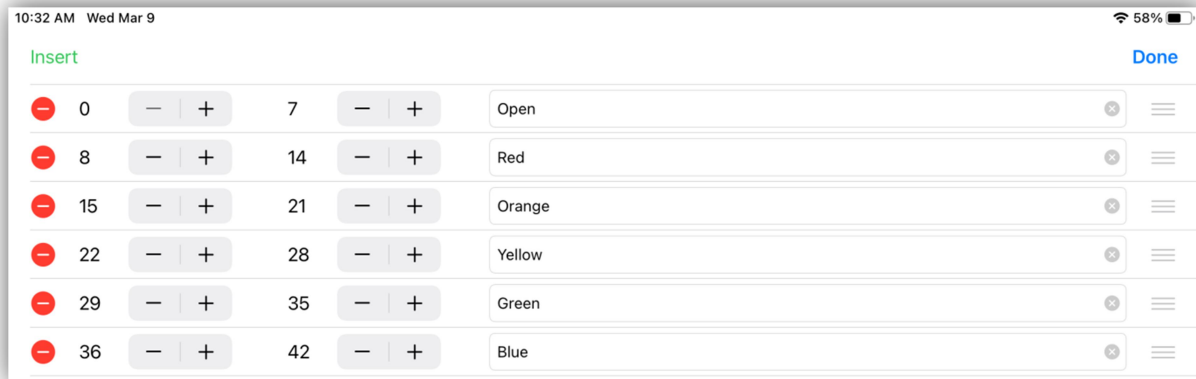 10:32 AM Wed Mar 9 58%
Insert Done
0 − + 7 − + Open
8 − + 14 − + Red
15 − + 21 − + Orange
22 − + 28 − + Yellow
29 − + 35 − + Green
36 − + 42 − + Blue